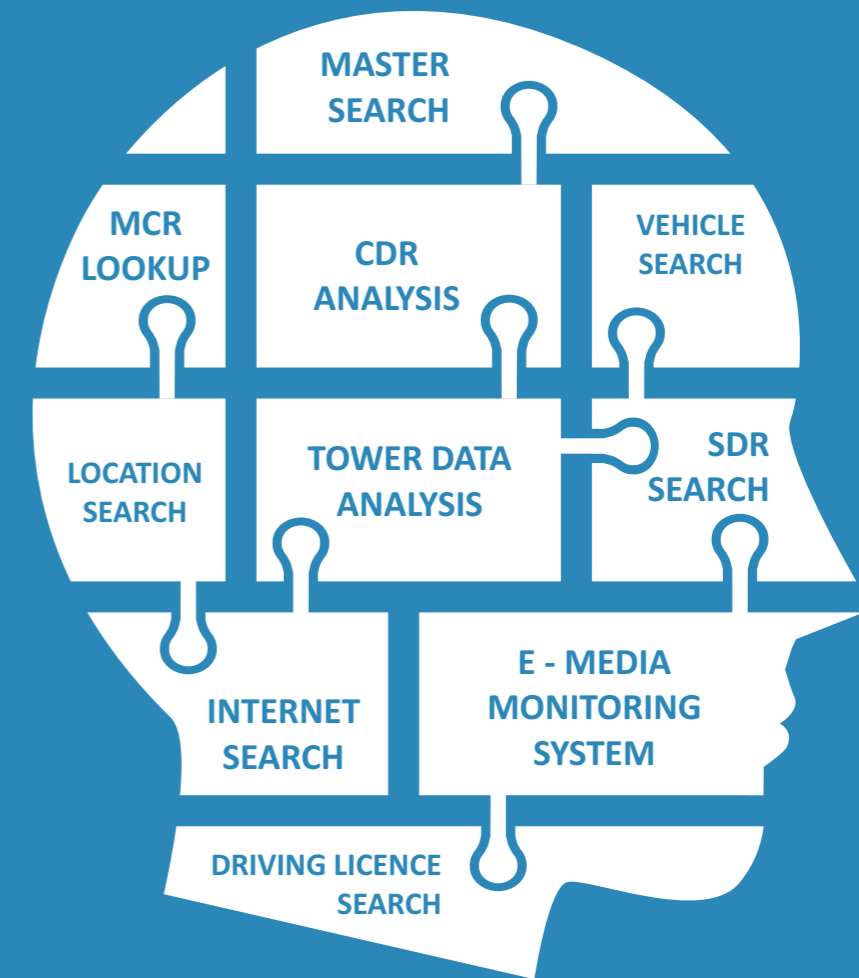 MASTER
SEARCH
MCR
LOOKUP
CDR
ANALYSIS
VEHICLE
SEARCH
LOCATION
SEARCH
TOWER DATA
ANALYSIS
SDR
SEARCH
INTERNET
SEARCH
E - MEDIA
MONITORING
SYSTEM
DRIVING LICENCE
SEARCH